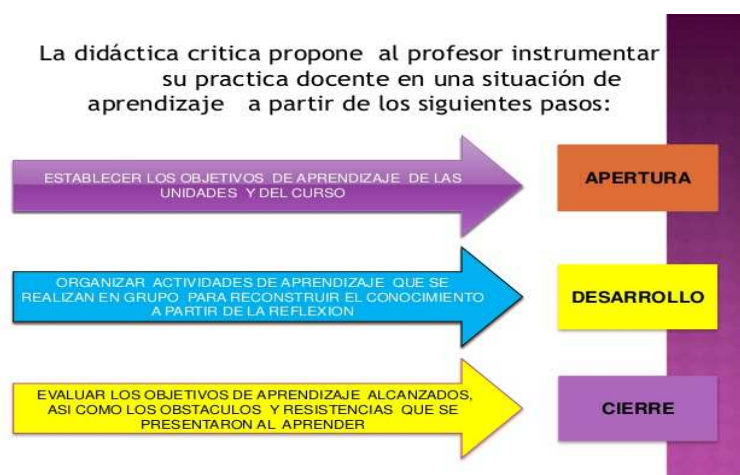 La didáctica critica propone al profesor instrumentar
su practica docente en una situación de
aprendizaje a partir de los siguientes pasos:
ESTABLECER LOS OBJETIVOS DE APRENDIZAJE DE LAS
UNIDADES Y DEL CURSO
APERTURA
ORGANIZAR ACTIVIDADES DE APRENDIZAJE QUE SE
REALIZAN EN GRUPO PARA RECONSTRUIR EL CONOCIMIENTO
A PARTIR DE LA REFLEXION
DESARROLLO
EVALUAR LOS OBJETIVOS DE APRENDIZAJE ALCANZADOS,
ASI COMO LOS OBSTACULOS Y RESISTENCIAS QUE SE
PRESENTARON AL APRENDER
CIERRE